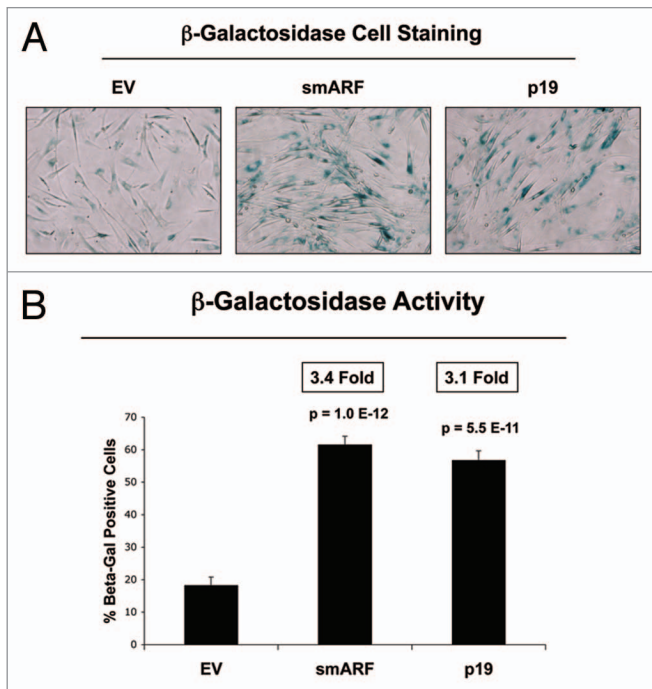 A
β-Galactosidase Cell Staining
EV smARF p19
B
β-Galactosidase Activity
3.4 Fold 3.1 Fold
p = 1.0 E-12 p = 5.5 E-11
% Beta-Gal Positive Cells
70
60
50
40
30
20
10
0
EV smARF p19